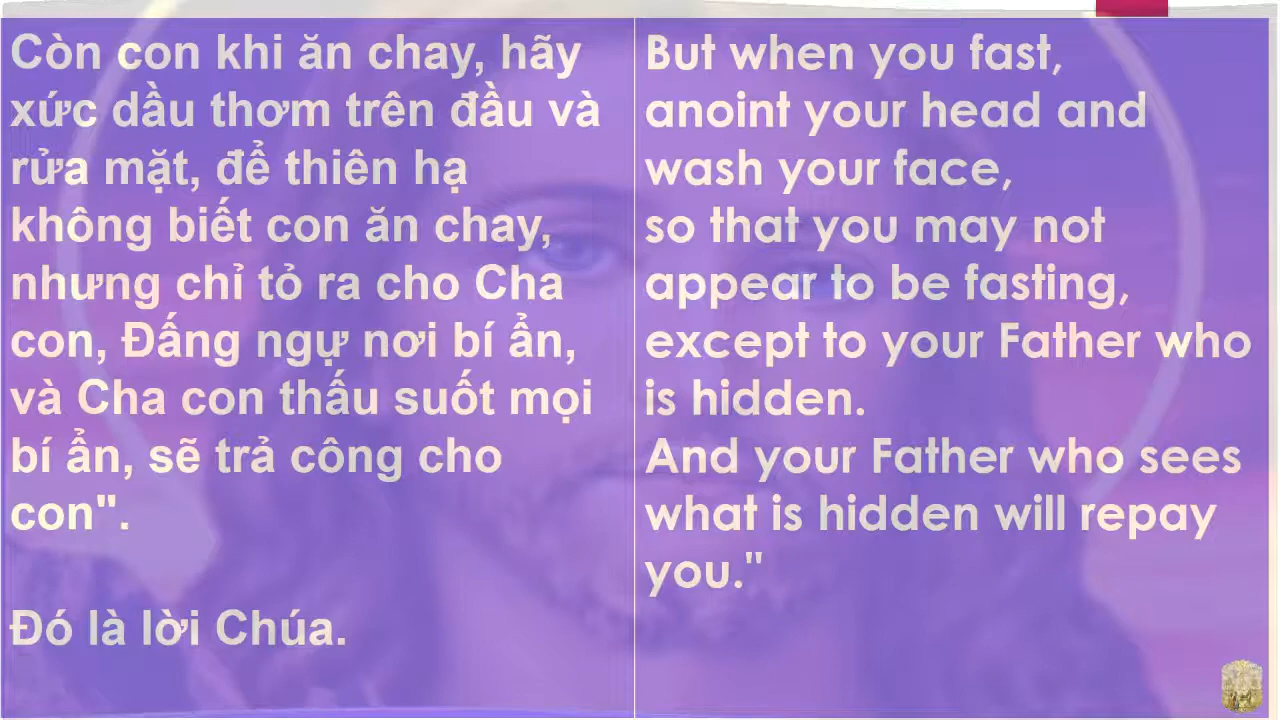 Còn con khi ăn chay, hãy
xức dầu thơm trên đầu và
rửa mặt, để thiên hạ
không biết con ăn chay,
nhưng chỉ tỏ ra cho Cha
con, Đấng ngự nơi bí ẩn,
và Cha con thấu suốt mọi
bí ẩn, sẽ trả công cho
con".
Đó là lời Chúa.
But when you fast,
anoint your head and
wash your face,
so that you may not
appear to be fasting,
except to your Father who
is hidden.
And your Father who sees
what is hidden will repay
you."